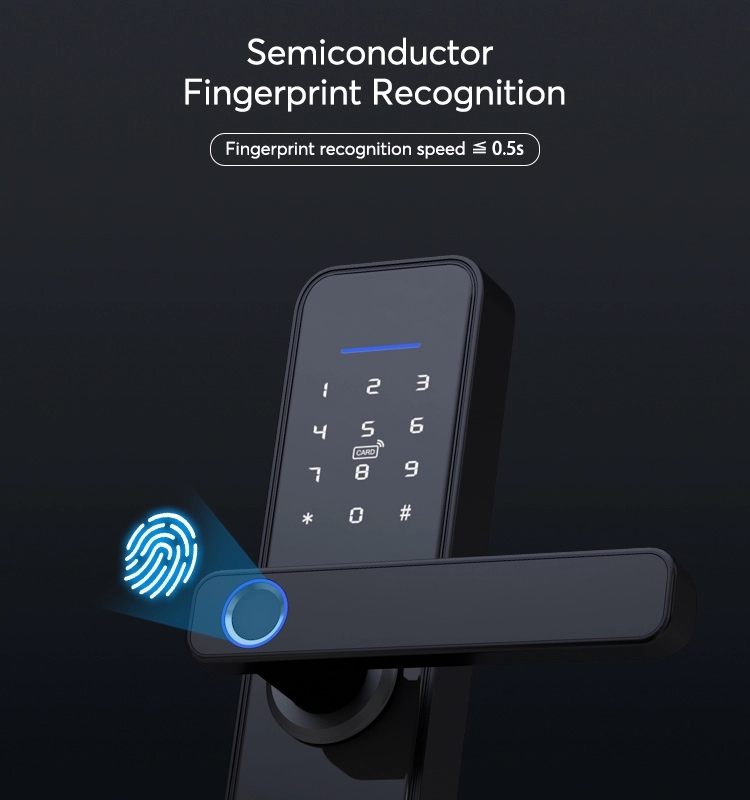 Semiconductor
Fingerprint Recognition
Fingerprint recognition speed ≦ 0.5s
1 2 3
4 5 6
CARD
7 8 9
* 0 #